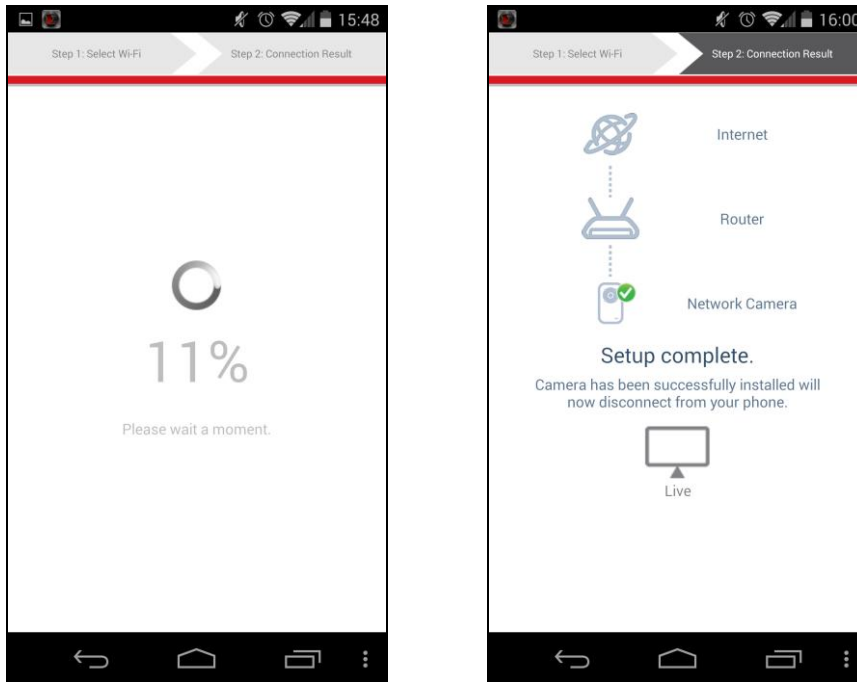 15:48
Step 1: Select Wi-Fi
Step 2: Connection Result
11%
Please wait a moment.
16:00
Step 1: Select Wi-Fi
Step 2: Connection Result
Internet
Router
Network Camera
Setup complete.
Camera has been successfully installed will
now disconnect from your phone.
Live